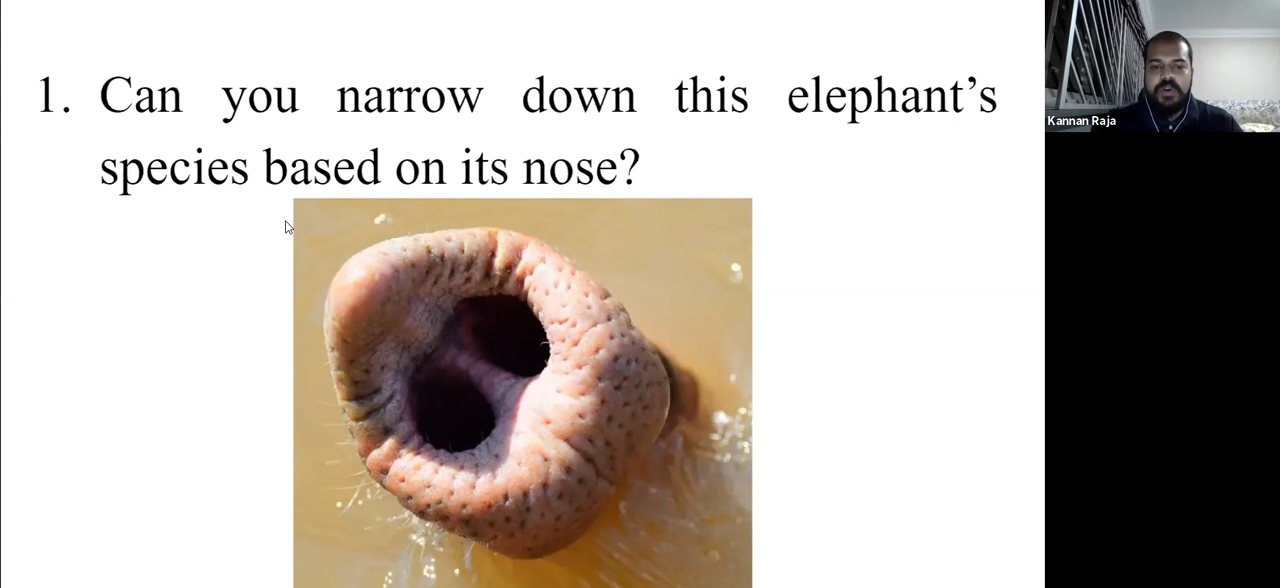 1. Can you narrow down this elephant’s
species based on its nose?
Kannan Raja